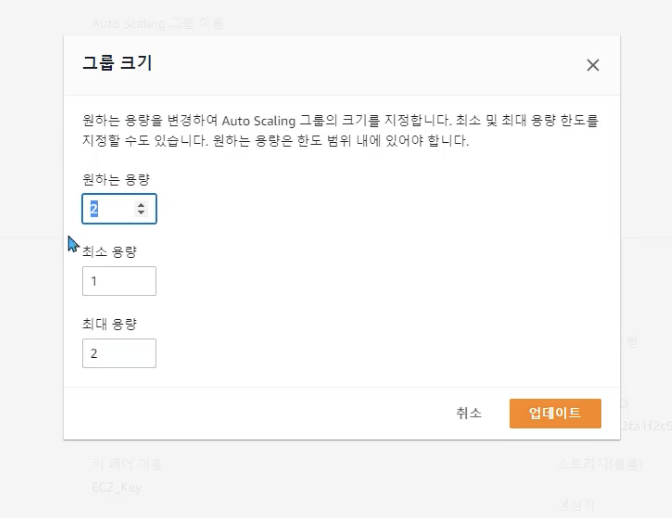 Auto Scaling 그룹 이름
그룹 크기
원하는 용량을 변경하여 Auto Scaling 그룹의 크기를 지정합니다. 최소 및 최대 용량 한도를
지정할 수도 있습니다. 원하는 용량은 한도 범위 내에 있어야 합니다.
원하는 용량
2
최소 용량
1
최대 용량
2
취소
업데이트
키 페어 이름
스토리지(볼륨)
EC2_Key
생성자